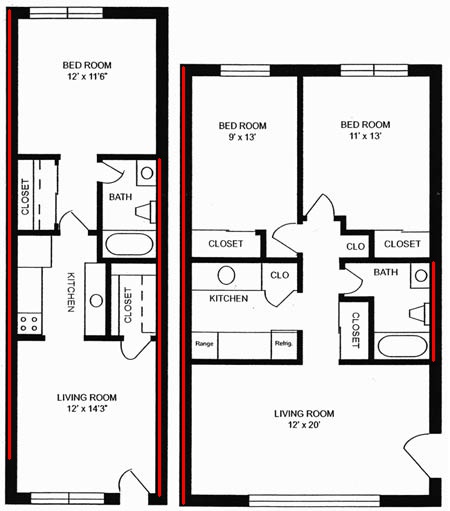 BED ROOM
12' x 11'6"
CLOSET
BATH
KITCHEN
CLOSET
LIVING ROOM
12' x 14'3"
BED ROOM
9' x 13'
BED ROOM
11' x 13'
CLOSET
CLO
CLOSET
KITCHEN
CLO
BATH
CLOSET
Range
Refrig.
LIVING ROOM
12' x 20'